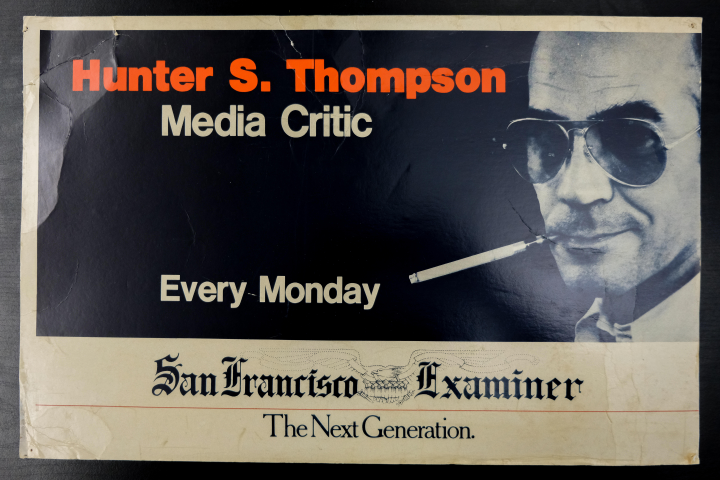 Hunter S. Thompson
Media Critic
Every Monday
San Francisco Examiner
The Next Generation.